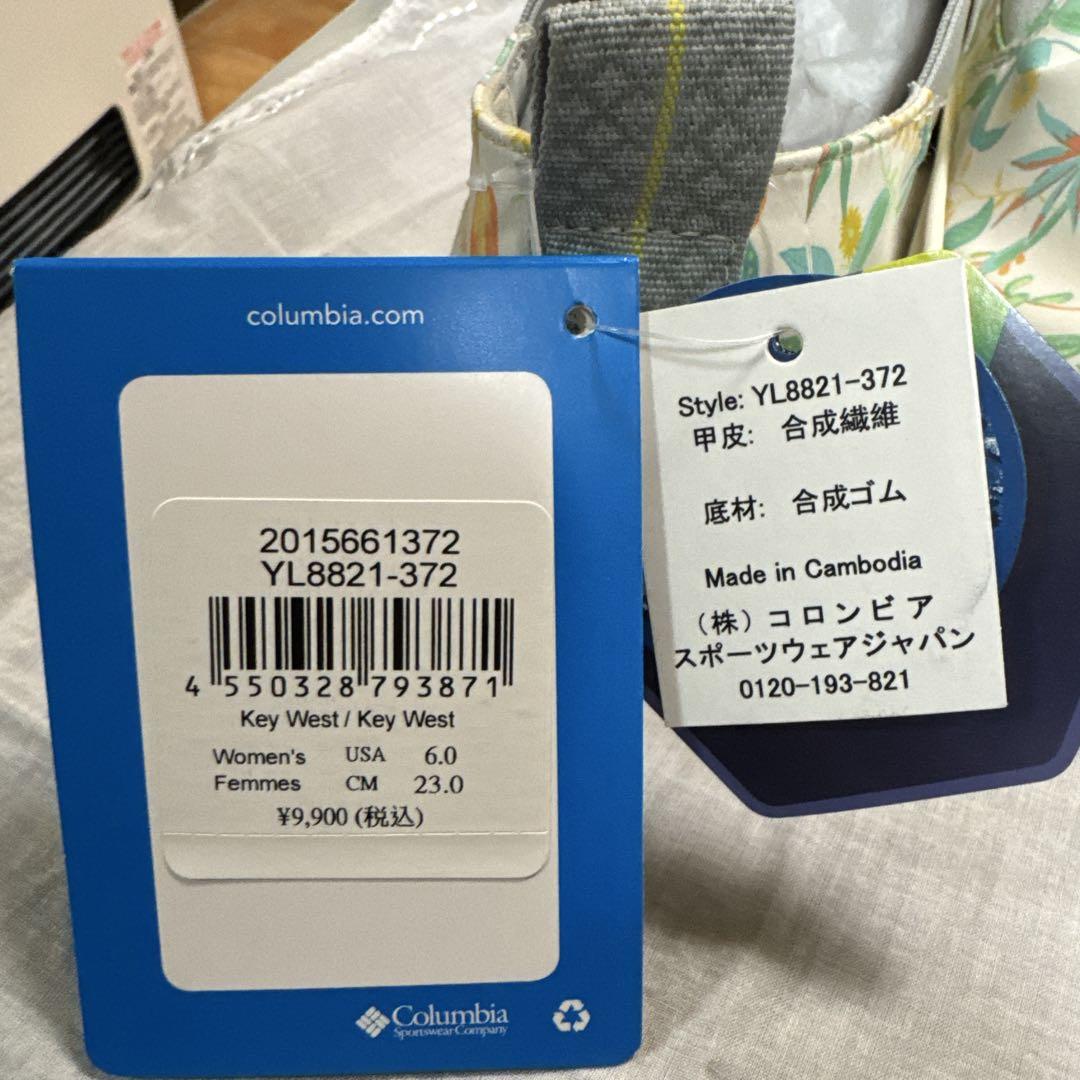 columbia.com
2015661372
YL8821-372
4 550328 793871
Key West / Key West
Women's USA 6.0
Femmes CM 23.0
¥9,900 (税込)
Columbia
Sportswear Company
Style: YL8821-372
甲皮: 合成繊維
底材: 合成ゴム
Made in Cambodia
(株) コロンビア
スポーツウェアジャパン
0120-193-821